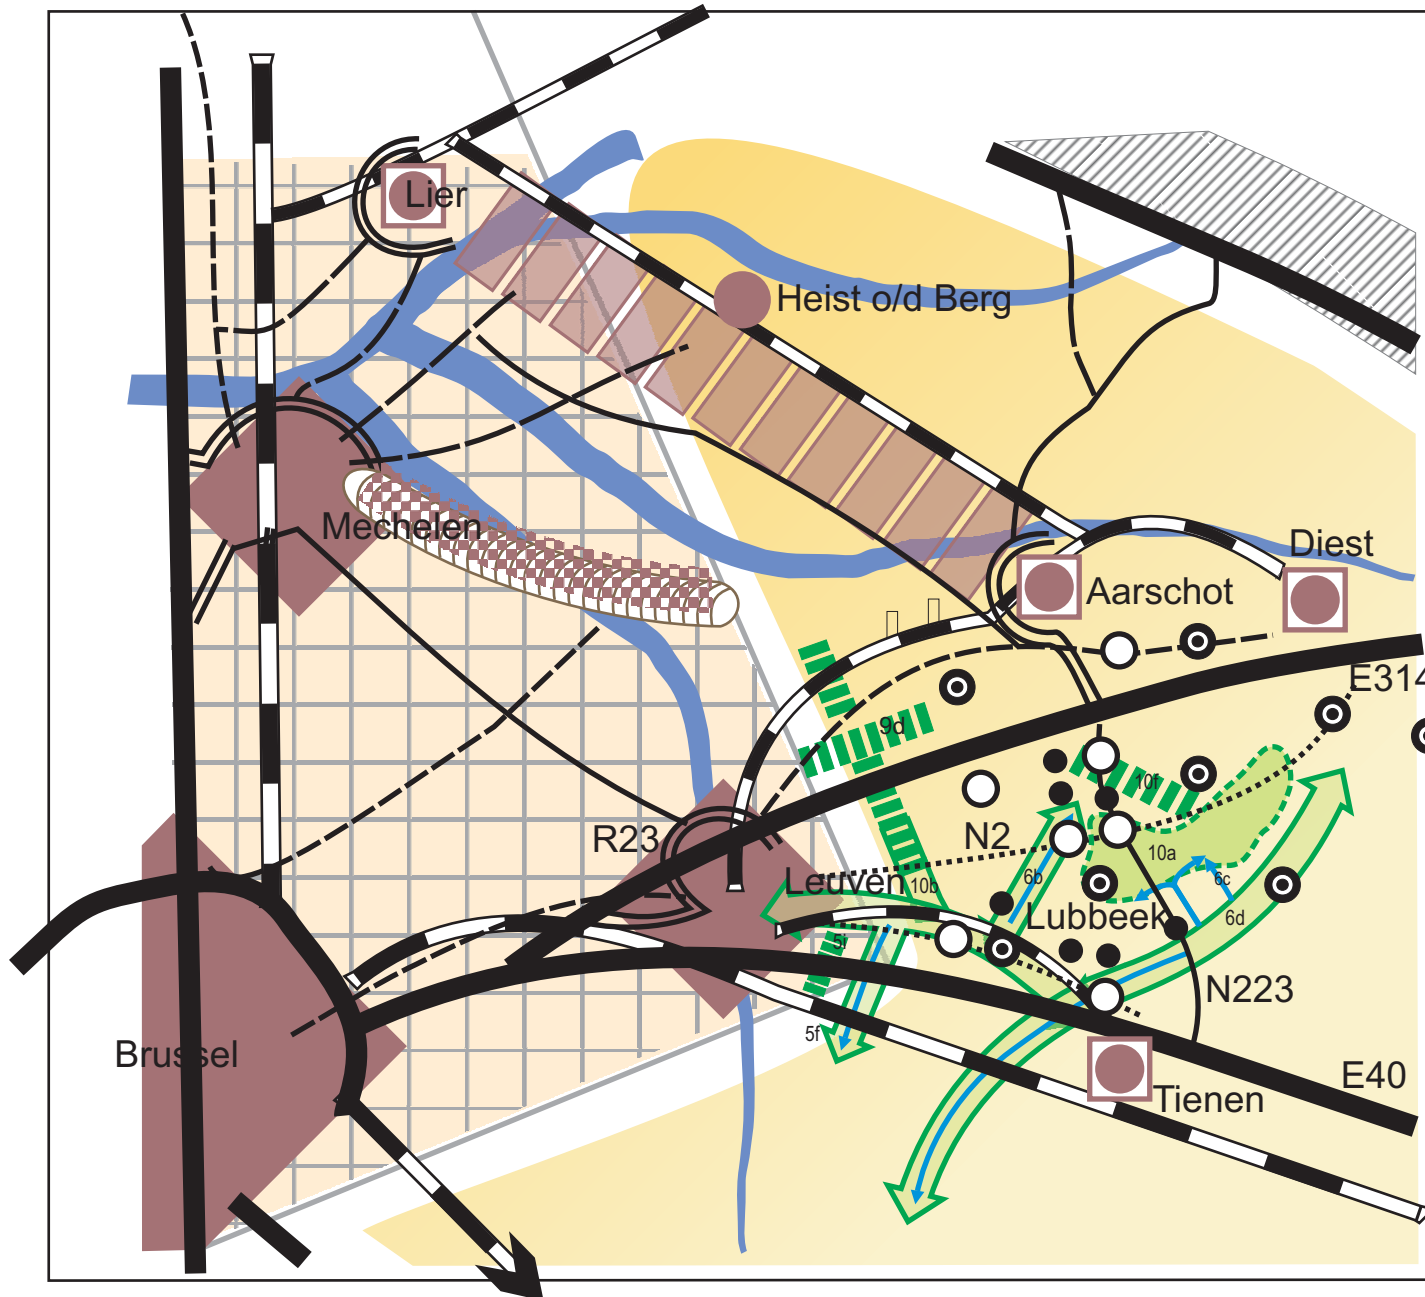 Lier
Heist o/d Berg
Mechelen
Diest
Aarschot
E314
9d
10f
R23
N2
10a
Leuven
10b
6b
6c
Lubbeek
6d
5i
N223
5f
Brussel
E40
Tienen